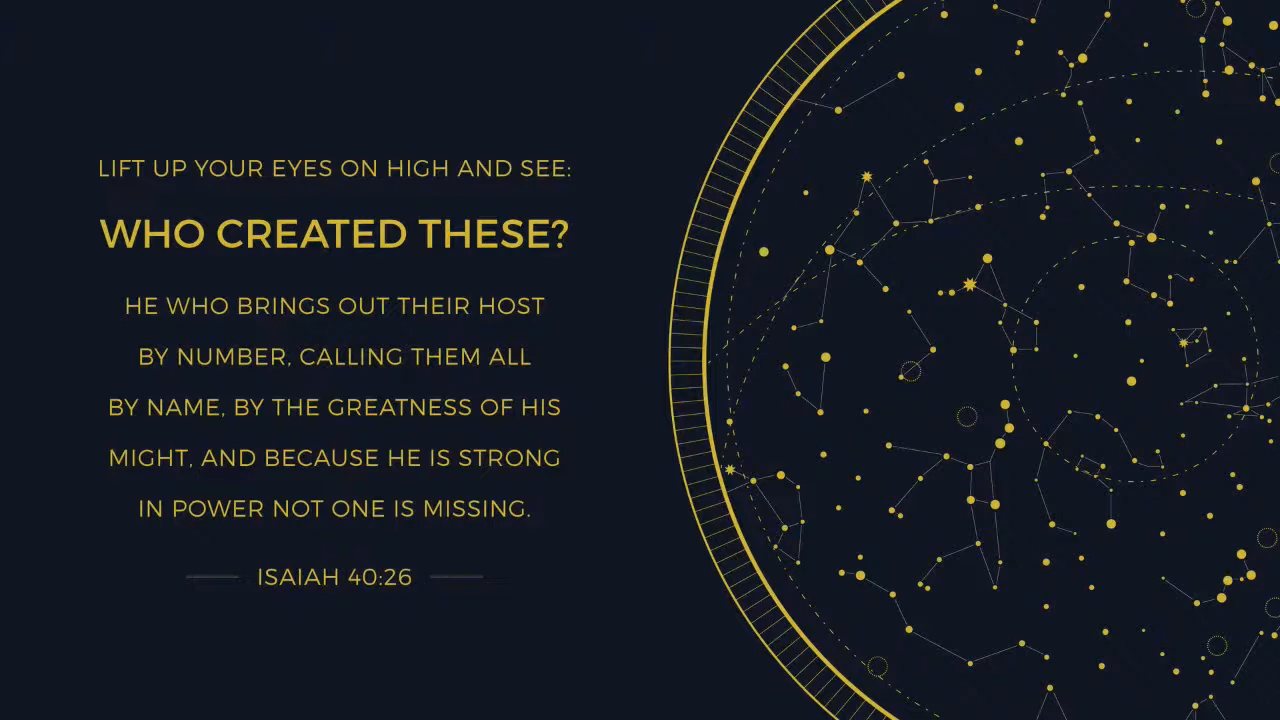 LIFT UP YOUR EYES ON HIGH AND SEE:
WHO CREATED THESE?
HE WHO BRINGS OUT THEIR HOST
BY NUMBER, CALLING THEM ALL
BY NAME, BY THE GREATNESS OF HIS
MIGHT, AND BECAUSE HE IS STRONG
IN POWER NOT ONE IS MISSING.
ISAIAH 40:26